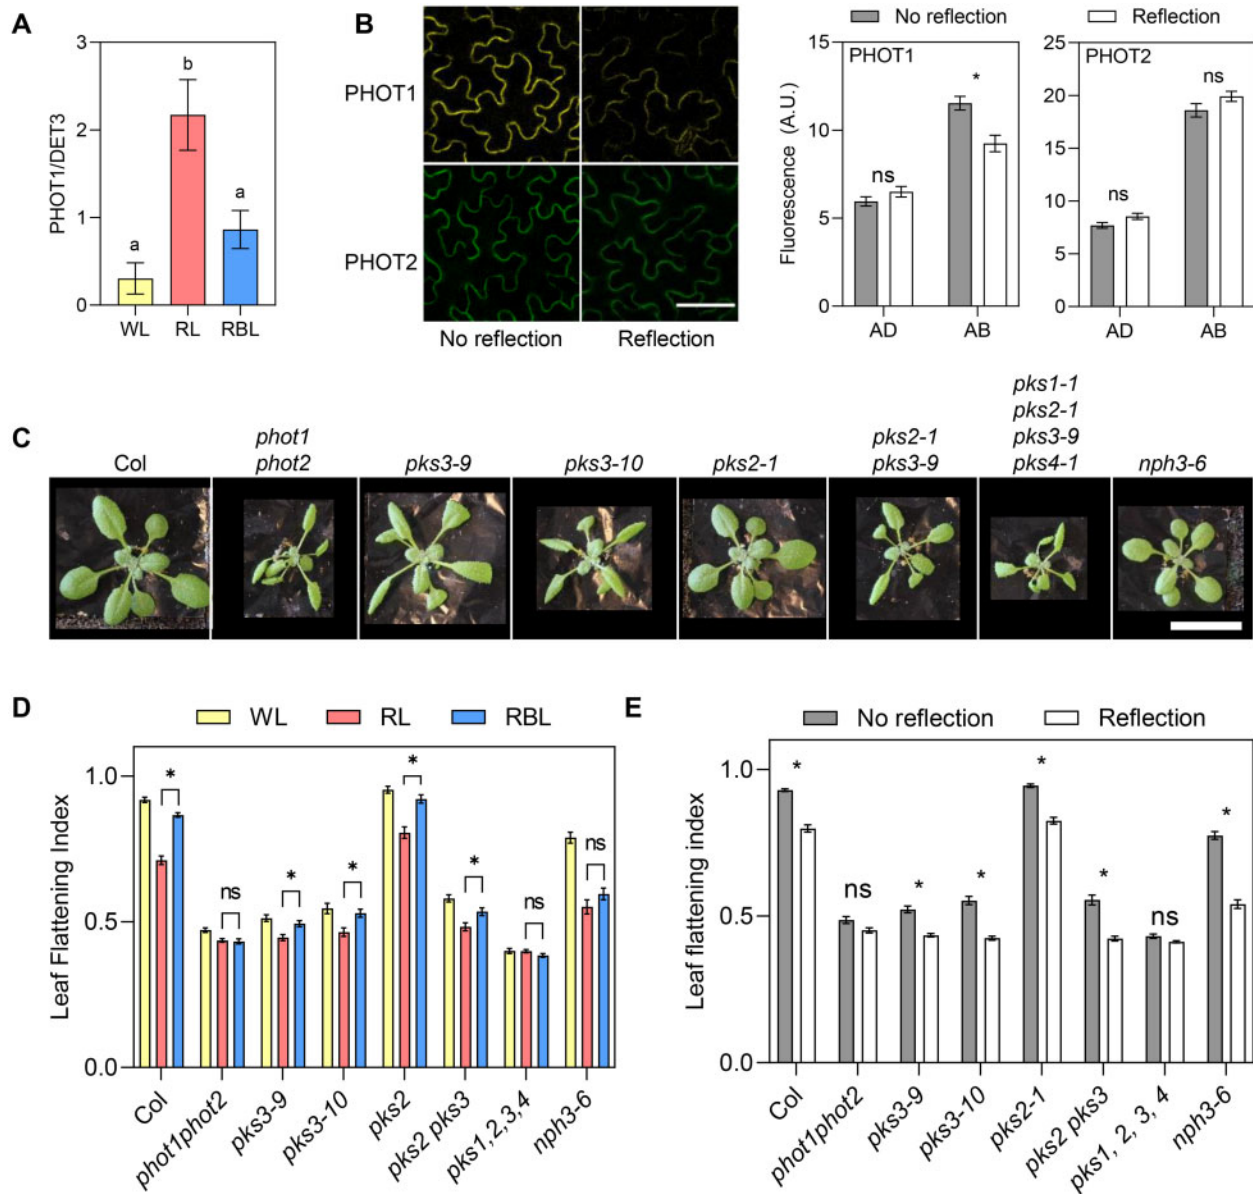 A
3
2
1
0
PHOT1/DET3
b
a
a
WL
RL
RBL
B
PHOT1
PHOT2
No reflection
Reflection
No reflection
Reflection
Fluorescence (A.U.)
15
10
5
0
PHOT1
*
ns
AD
AB
25
20
15
10
5
0
PHOT2
ns
ns
AD
AB
C
Col
phot1
phot2
pks3-9
pks3-10
pks2-1
pks2-1
pks3-9
pks1-1
pks2-1
pks3-9
pks4-1
nph3-6
D
WL
RL
RBL
Leaf Flattening Index
1.0
0.5
0.0
*
ns
*
*
*
*
ns
ns
Col
phot1phot2
pks3-9
pks3-10
pks2
pks2 pks3
pks1,2,3,4
nph3-6
E
No reflection
Reflection
Leaf flattening index
1.0
0.5
0.0
*
ns
*
*
*
*
ns
*
Col
phot1phot2
pks3-9
pks3-10
pks2-1
pks2 pks3
pks1, 2, 3, 4
nph3-6